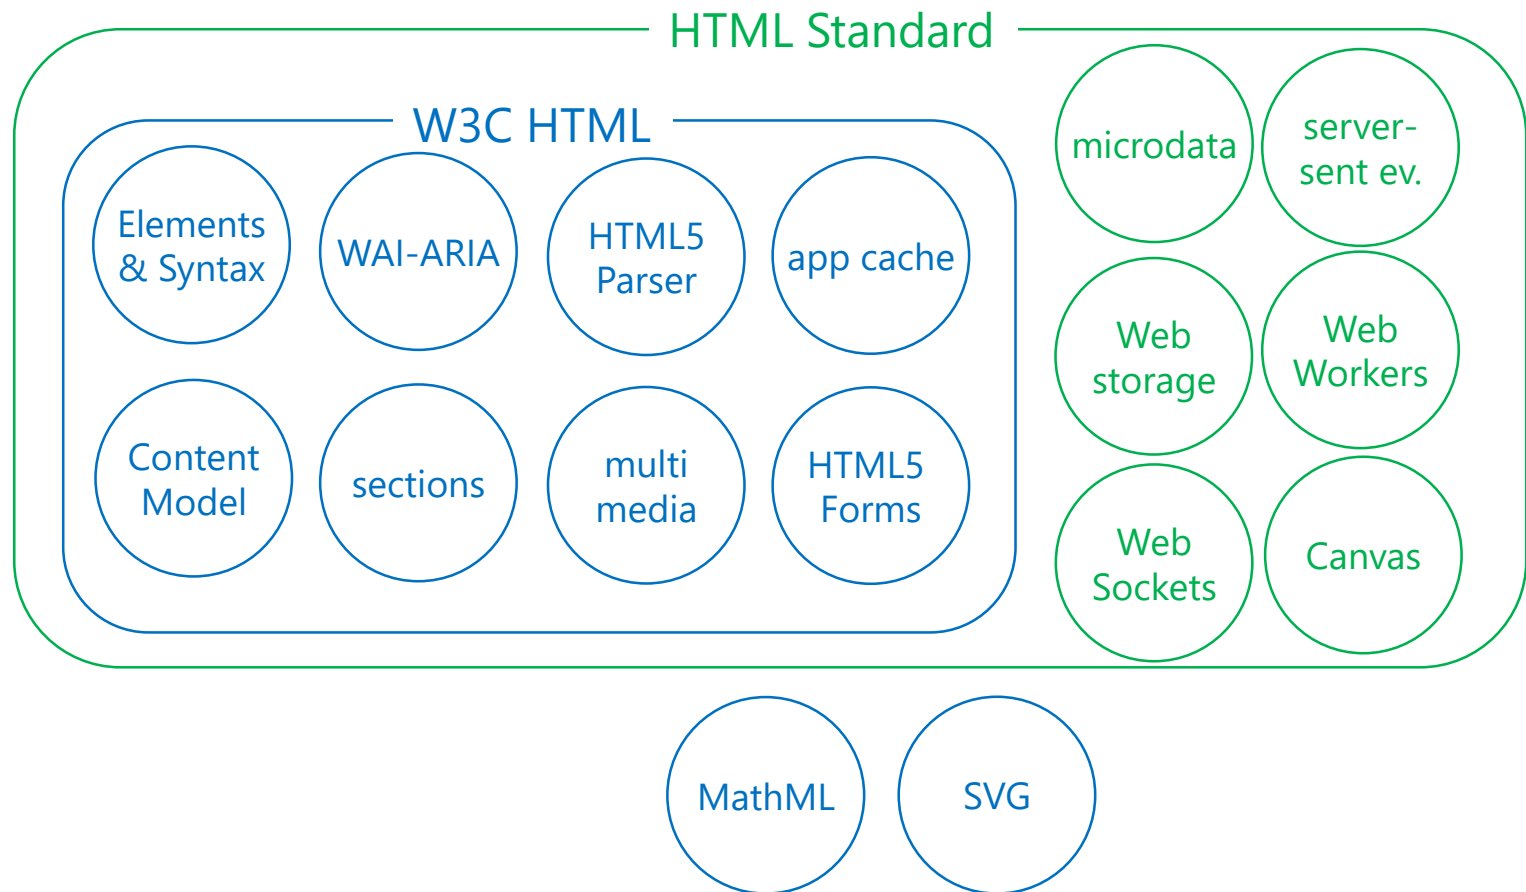 HTML Standard
W3C HTML
Elements
& Syntax
WAI-ARIA
HTML5
Parser
app cache
Content
Model
sections
multi
media
HTML5
Forms
microdata
server-
sent ev.
Web
storage
Web
Workers
Web
Sockets
Canvas
MathML
SVG